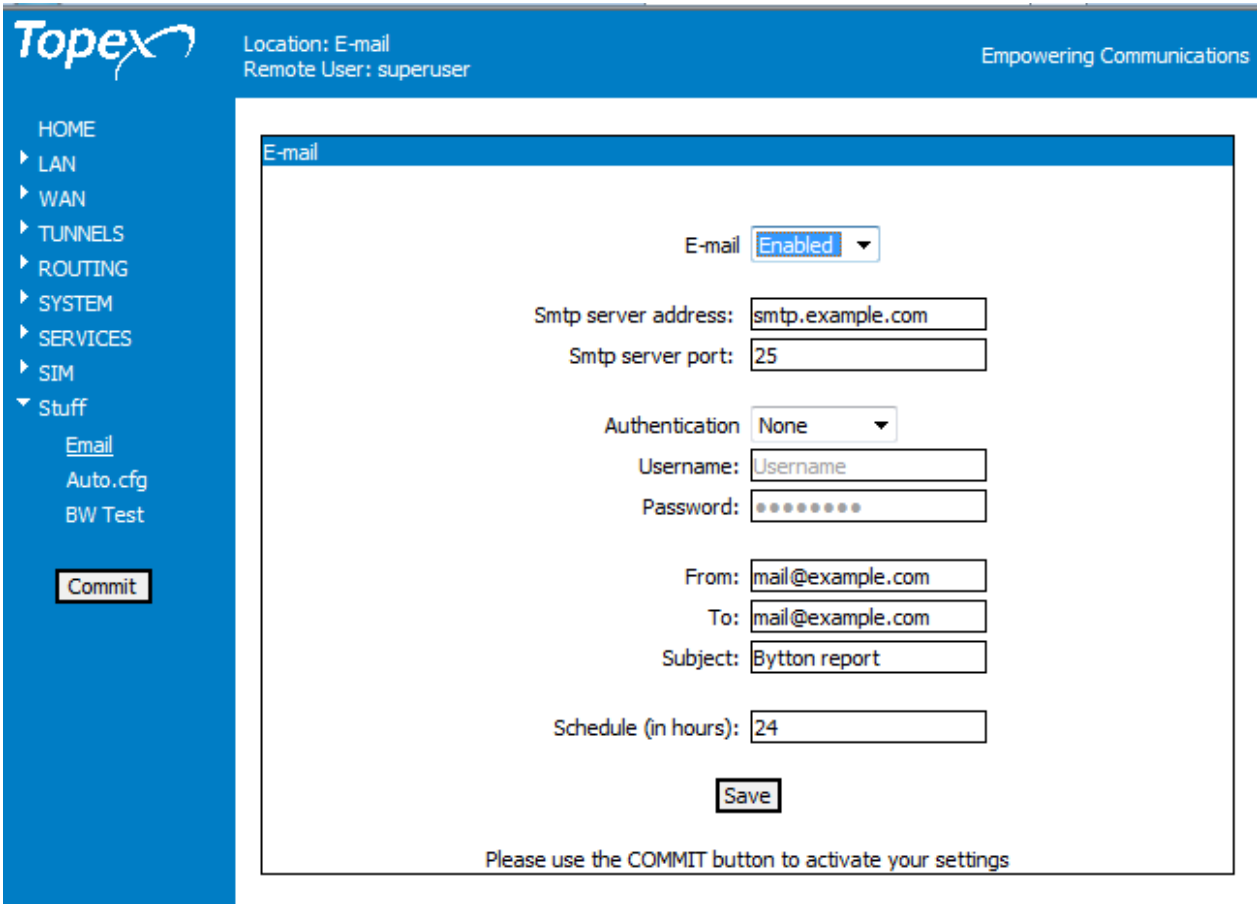 Topex
Location: E-mail
Remote User: superuser
Empowering Communications
HOME
LAN
WAN
TUNNELS
ROUTING
SYSTEM
SERVICES
SIM
Stuff
Email
Auto.cfg
BW Test
Commit
E-mail
E-mail Enabled
Smtp server address: smtp.example.com
Smtp server port: 25
Authentication None
Username: Username
Password: ●●●●●●●●
From: mail@example.com
To: mail@example.com
Subject: Bytton report
Schedule (in hours): 24
Save
Please use the COMMIT button to activate your settings